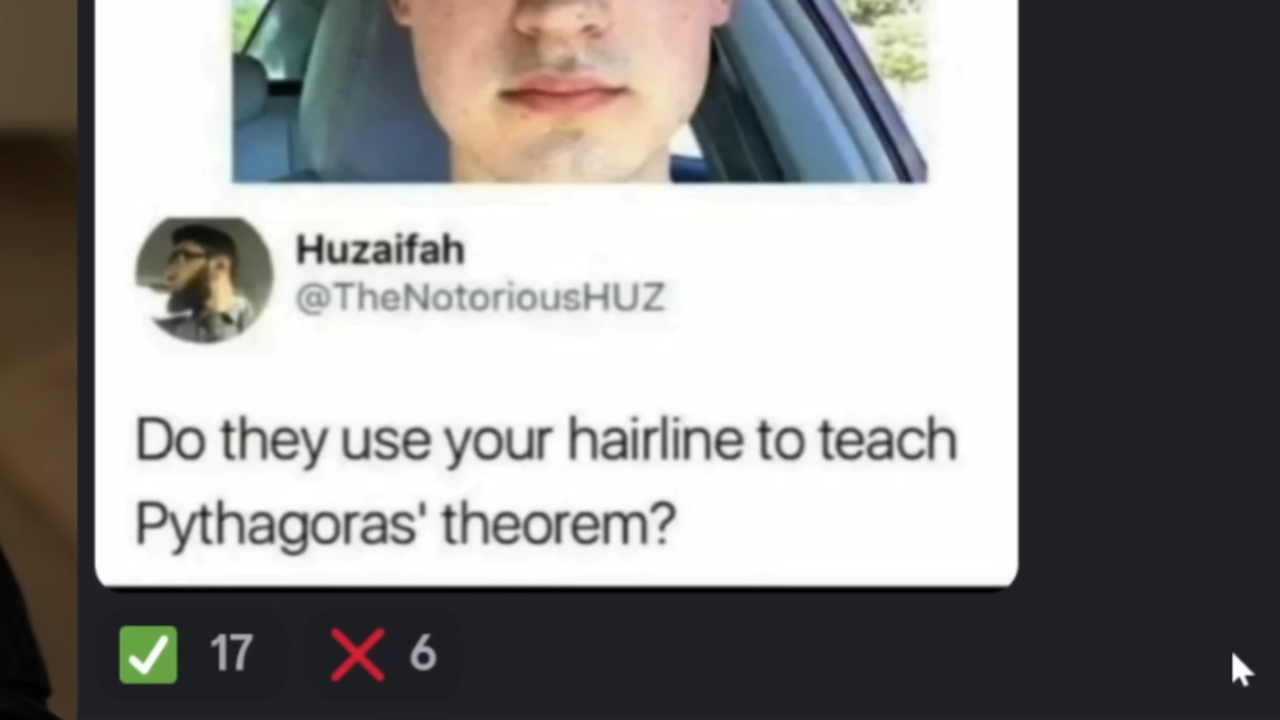 Huzaifah
@TheNotoriousHUZ
Do they use your hairline to teach
Pythagoras' theorem?
17
6